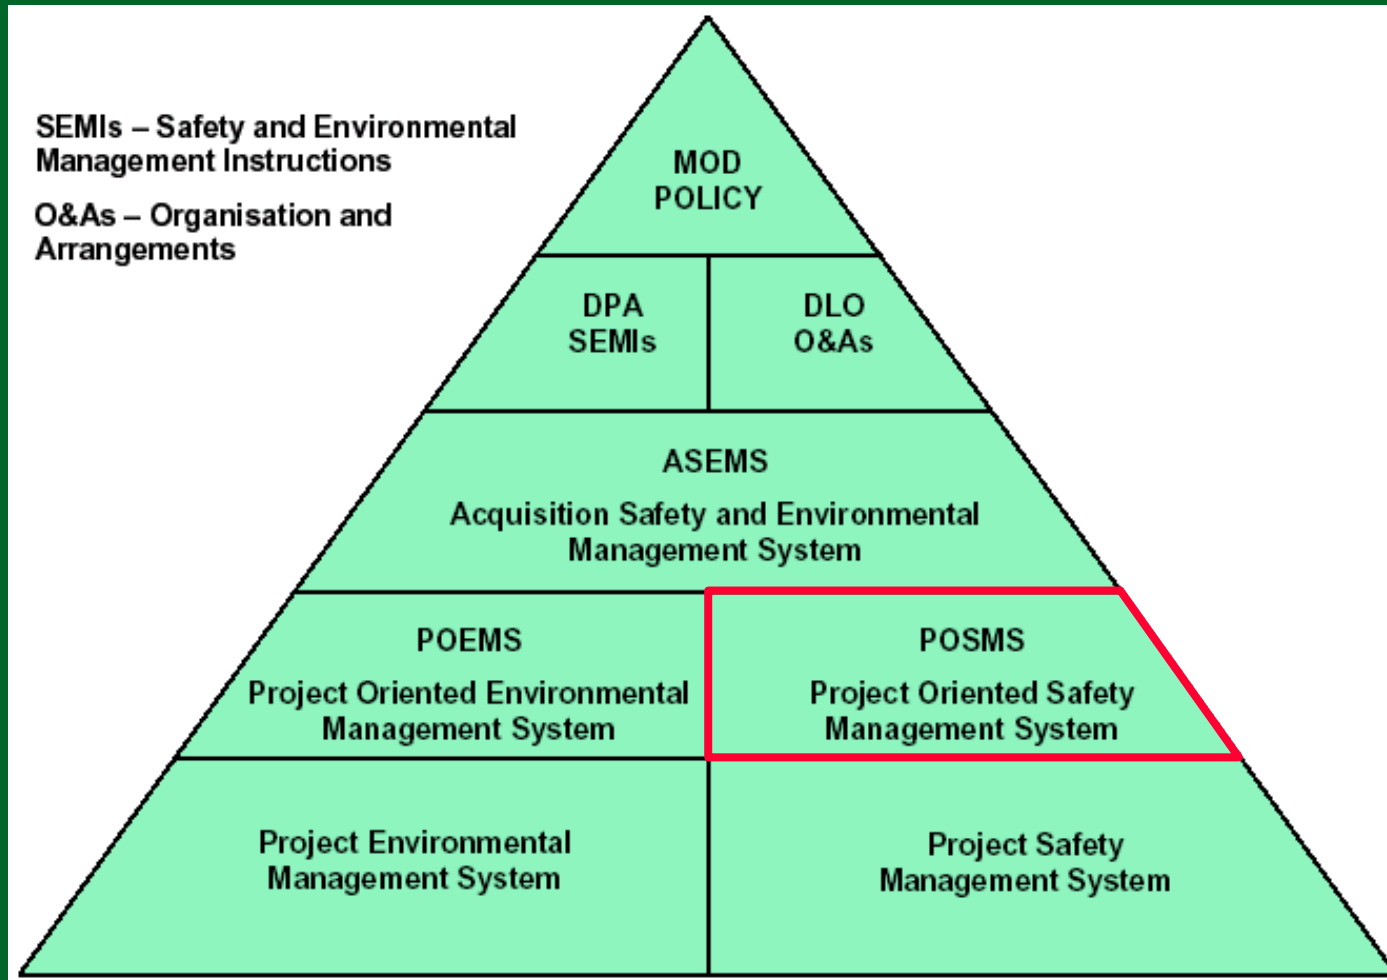 SEMIs – Safety and Environmental
Management Instructions
O&As – Organisation and
Arrangements
MOD
POLICY
DPA
SEMIs
DLO
O&As
ASEMS
Acquisition Safety and Environmental
Management System
POEMS
Project Oriented Environmental
Management System
POSMS
Project Oriented Safety
Management System
Project Environmental
Management System
Project Safety
Management System